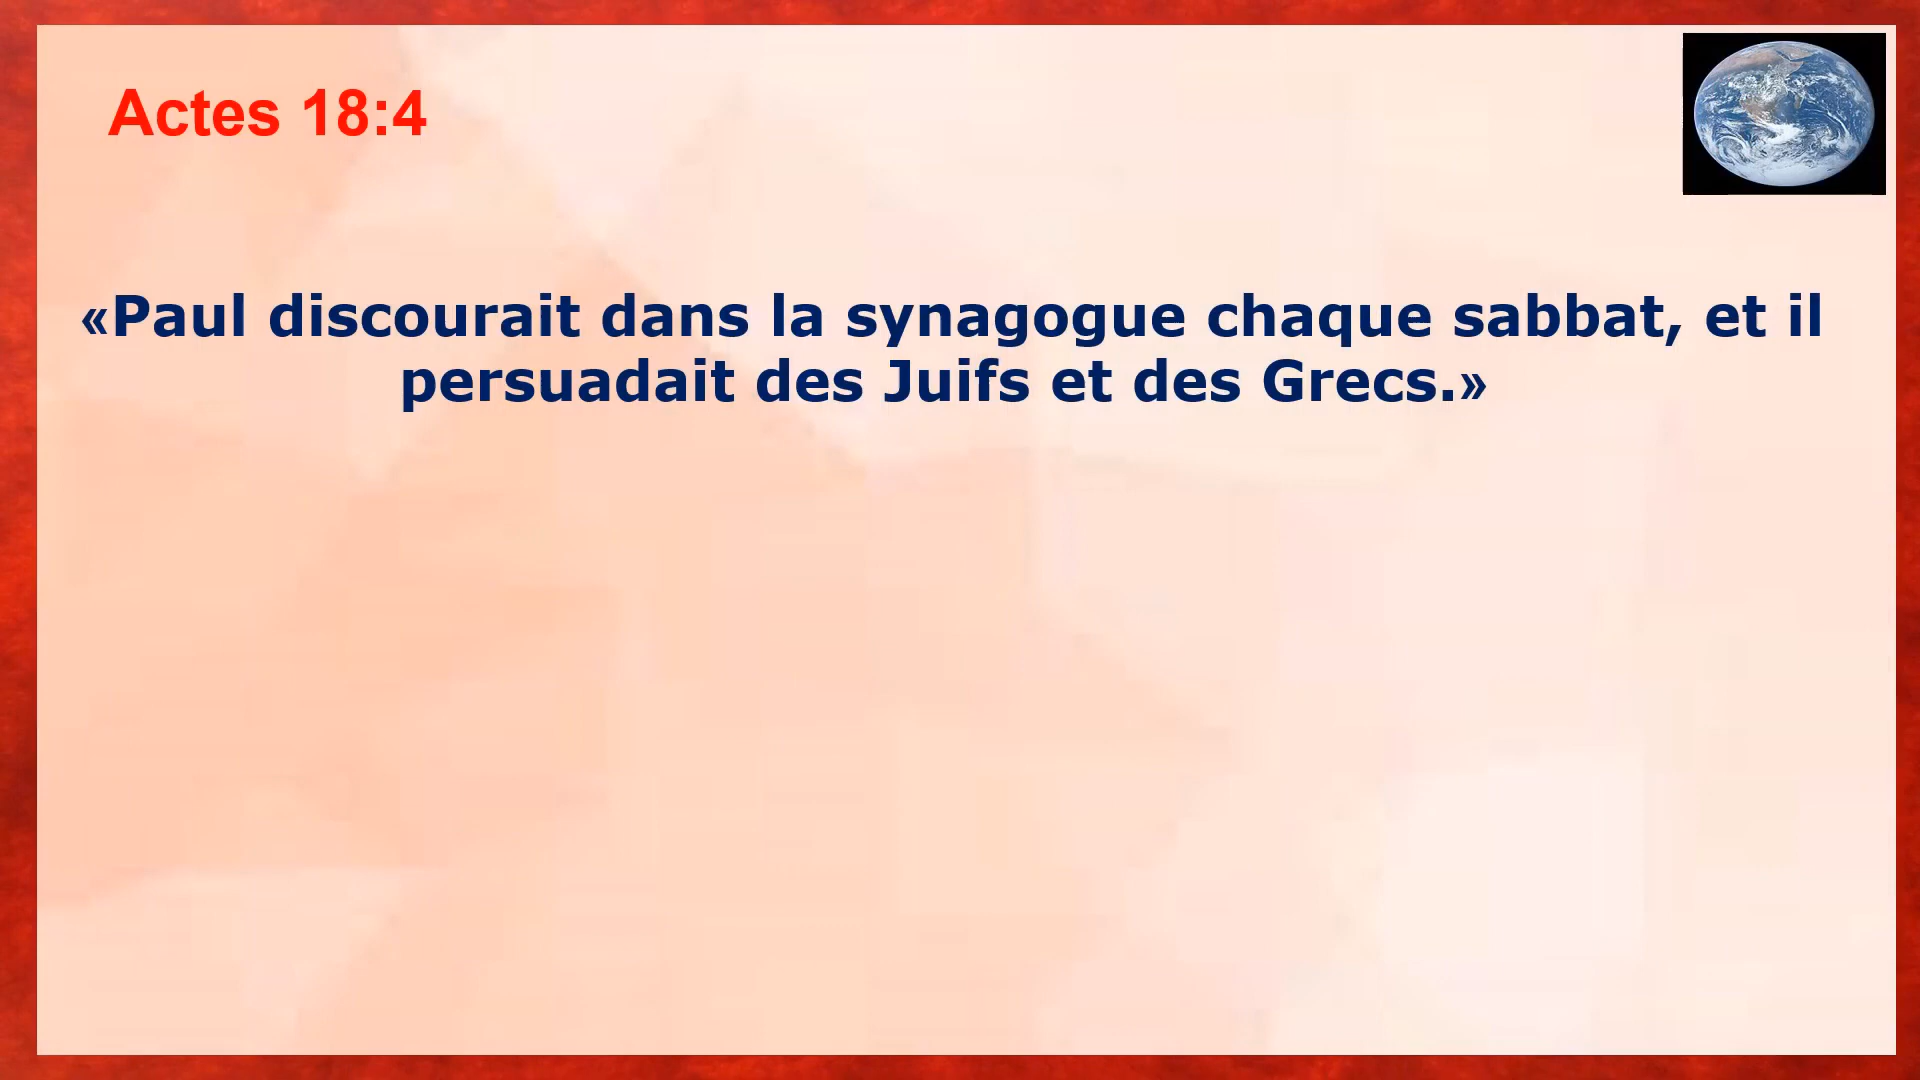 Actes 18:4
«Paul discourait dans la synagogue chaque sabbat, et il
persuadait des Juifs et des Grecs.»